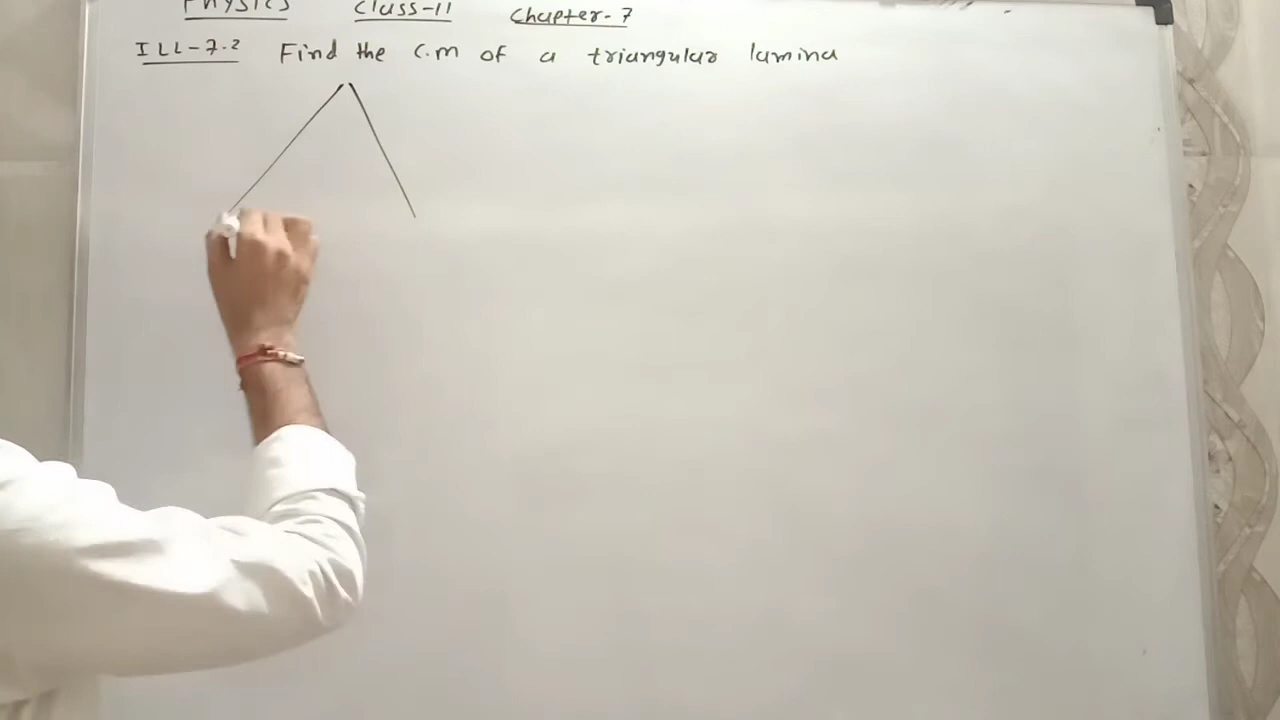 Physics Class-11 Chapter-7
ILL-7.2 Find the C.m of a triangular lamina